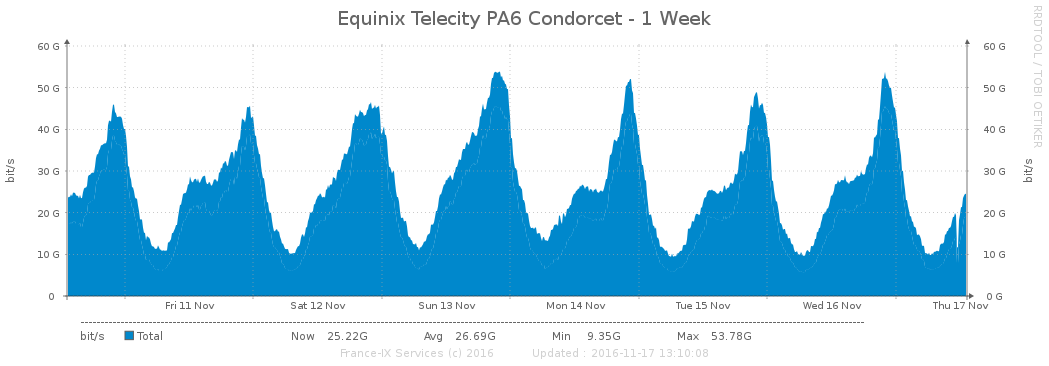 Equinix Telecity PA6 Condorcet - 1 Week
RRDTOOL / TOBI OETIKER
bit/s
bit/s
60 G 60 G
50 G 50 G
40 G 40 G
30 G 30 G
20 G 20 G
10 G 10 G
0 0 G
Fri 11 Nov Sat 12 Nov Sun 13 Nov Mon 14 Nov Tue 15 Nov Wed 16 Nov Thu 17 Nov
bit/s Total Now 25.22G Avg 26.69G Min 9.35G Max 53.78G
France-IX Services (c) 2016 Updated : 2016-11-17 13:10:08